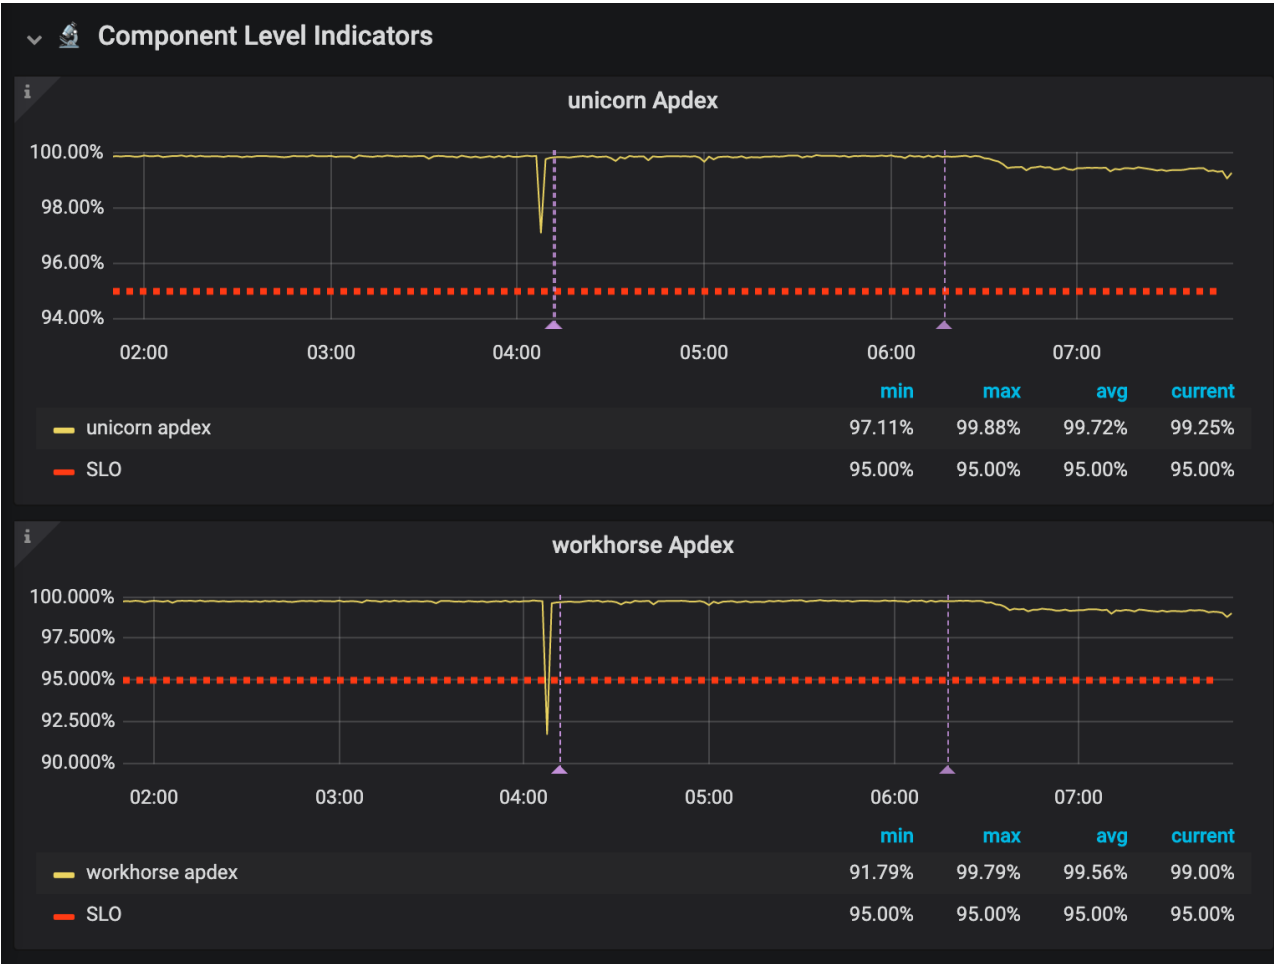 Component Level Indicators
i
unicorn Apdex
100.00%
98.00%
96.00%
94.00%
02:00 03:00 04:00 05:00 06:00 07:00
min max avg current
unicorn apdex 97.11% 99.88% 99.72% 99.25%
SLO 95.00% 95.00% 95.00% 95.00%
i
workhorse Apdex
100.000%
97.500%
95.000%
92.500%
90.000%
02:00 03:00 04:00 05:00 06:00 07:00
min max avg current
workhorse apdex 91.79% 99.79% 99.56% 99.00%
SLO 95.00% 95.00% 95.00% 95.00%